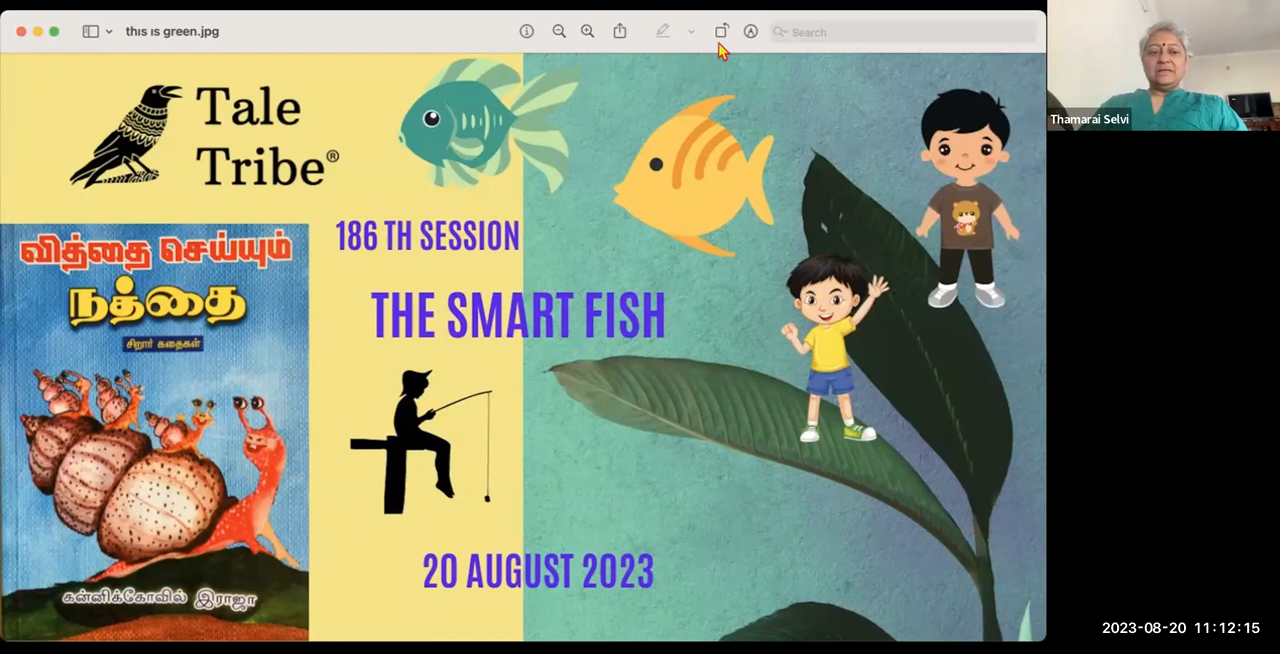 this is green.jpg
Search
Thamarai Selvi
Tale
Tribe®
186 TH SESSION
வித்தை செய்யும்
நத்தை
சிறார் கதைகள்
THE SMART FISH
20 AUGUST 2023
கன்னிக்கோவில் இராஜா
2023-08-20 11:12:15